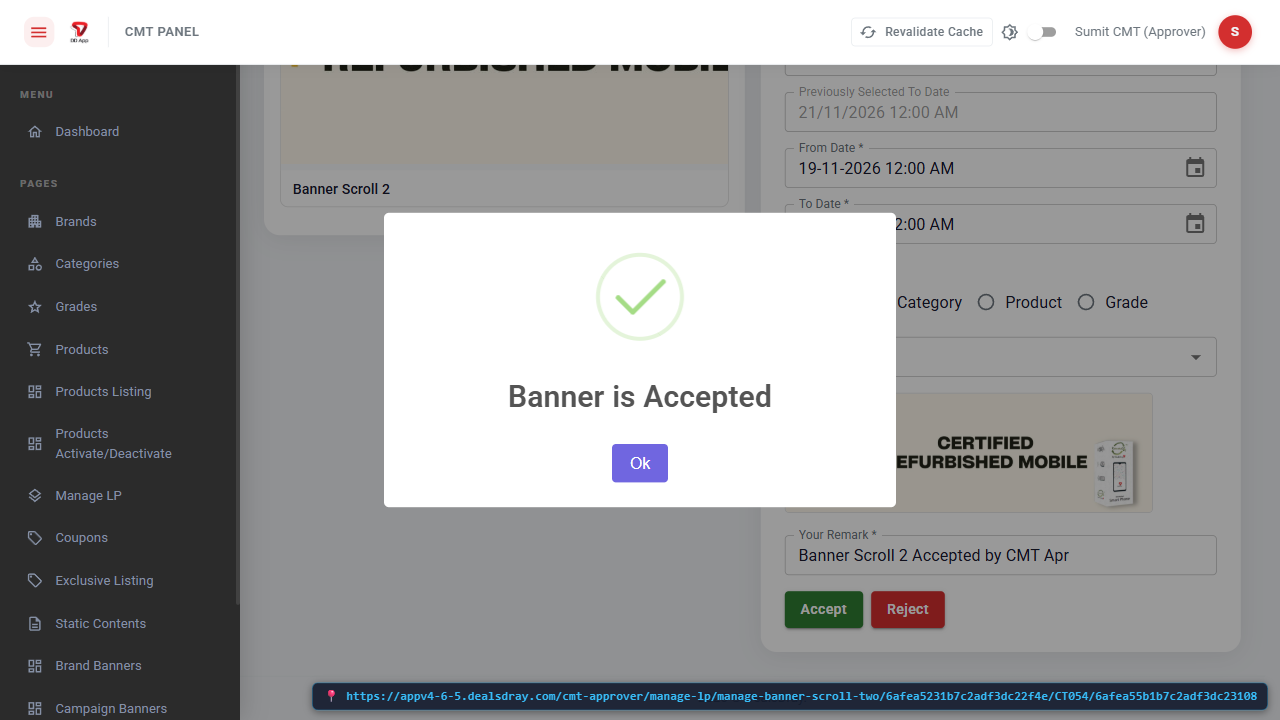 DD App
CMT PANEL
Revalidate Cache
Sumit CMT (Approver)
S
MENU
Dashboard
PAGES
Brands
Categories
Grades
Products
Products Listing
Products
Activate/Deactivate
Manage LP
Coupons
Exclusive Listing
Static Contents
Brand Banners
Campaign Banners
Banner Scroll 2
Previously Selected To Date
21/11/2026 12:00 AM
From Date *
19-11-2026 12:00 AM
To Date *
2:00 AM
Category
Product
Grade
Banner is Accepted
Ok
CERTIFIED
EFURBISHED MOBILE
Your Remark *
Banner Scroll 2 Accepted by CMT Apr
Accept
Reject
https://appv4-6-5.dealsdray.com/cmt-approver/manage-lp/manage-banner-scroll-two/6afea5231b7c2adf3dc22f4e/CT054/6afea55b1b7c2adf3dc23108